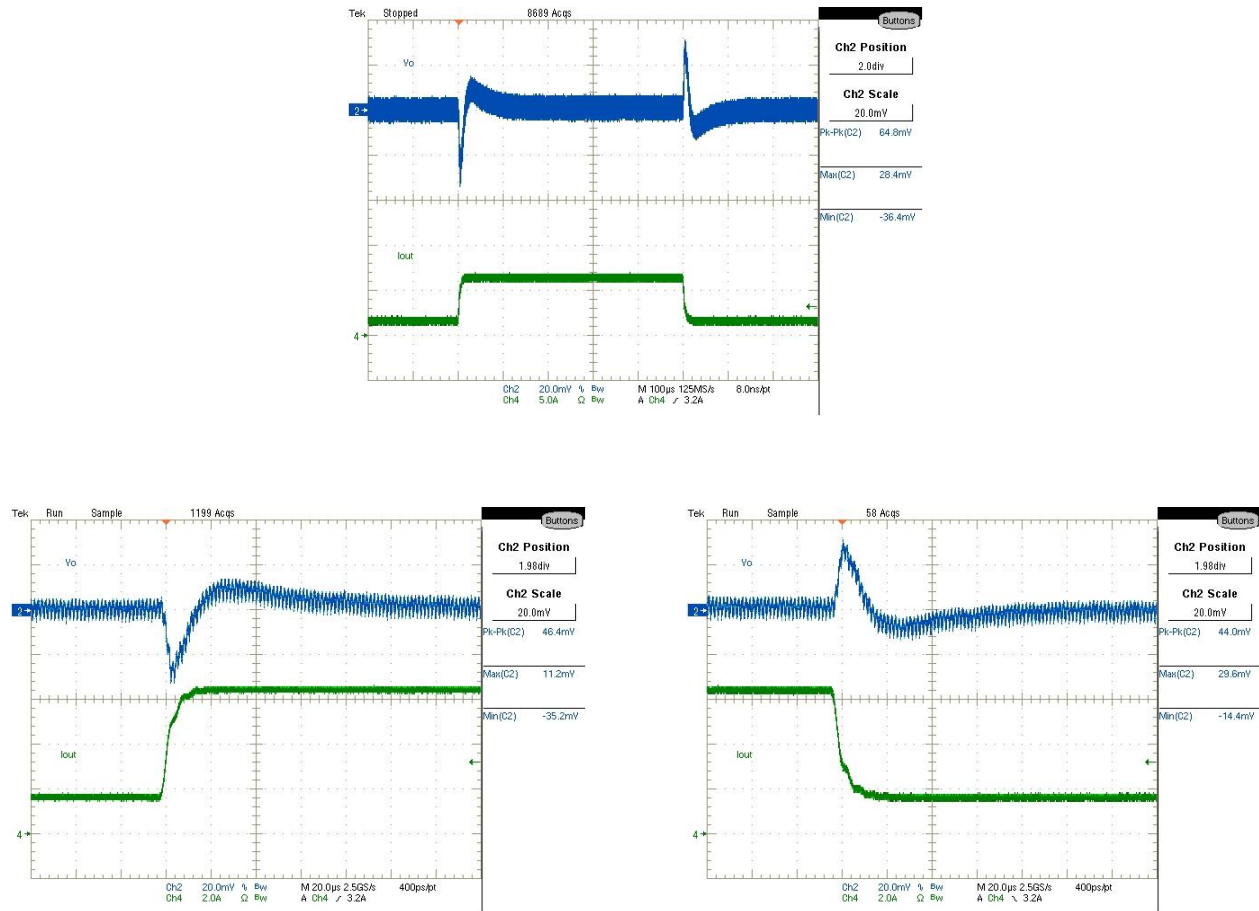 Tek Stopped 8689 Acqs
Buttons
Ch2 Position
2.0div
Ch2 Scale
20.0mV
Pk-Pk(C2) 64.8mV
Max(C2) 28.4mV
Min(C2) -36.4mV
Vo
2
Iout
4
Ch2 20.0mV ∿ Bw M 100µs 125MS/s 8.0ns/pt
Ch4 5.0A Ω Bw A Ch4 ∕ 3.2A
Tek Run Sample 1199 Acqs
Buttons
Ch2 Position
1.98div
Ch2 Scale
20.0mV
Pk-Pk(C2) 46.4mV
Max(C2) 11.2mV
Min(C2) -35.2mV
Vo
2
Iout
4
Ch2 20.0mV ∿ Bw M 20.0µs 2.5GS/s 400ps/pt
Ch4 2.0A Ω Bw A Ch4 ∕ 3.2A
Tek Run Sample 58 Acqs
Buttons
Ch2 Position
1.98div
Ch2 Scale
20.0mV
Pk-Pk(C2) 44.0mV
Max(C2) 29.6mV
Min(C2) -14.4mV
Vo
2
Iout
4
Ch2 20.0mV ∿ Bw M 20.0µs 2.5GS/s 400ps/pt
Ch4 2.0A Ω Bw A Ch4 \ 3.2A